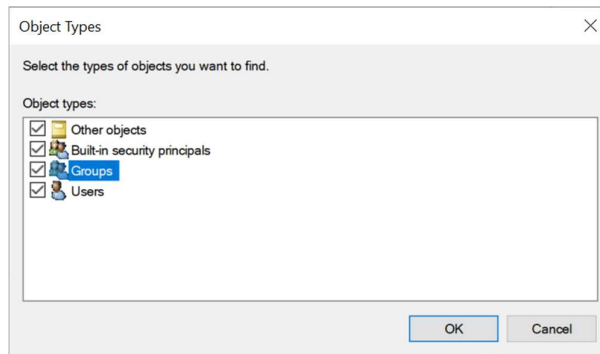 Object Types
Select the types of objects you want to find.
Object types:
Other objects
Built-in security principals
Groups
Users
OK
Cancel